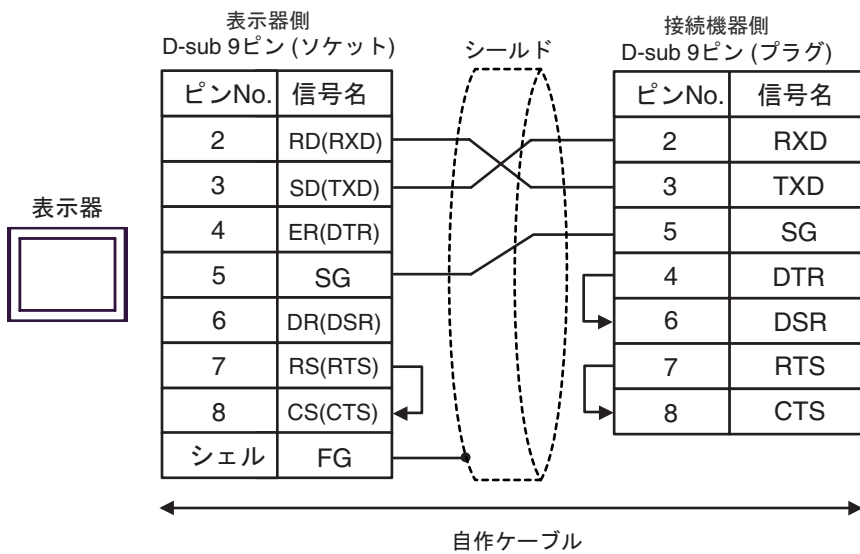 表示器側
D-sub 9ピン (ソケット)
シールド
接続機器側
D-sub 9ピン (プラグ)
表示器
ピンNo. 信号名
2 RD(RXD)
3 SD(TXD)
4 ER(DTR)
5 SG
6 DR(DSR)
7 RS(RTS)
8 CS(CTS)
シェル FG
ピンNo. 信号名
2 RXD
3 TXD
5 SG
4 DTR
6 DSR
7 RTS
8 CTS
自作ケーブル